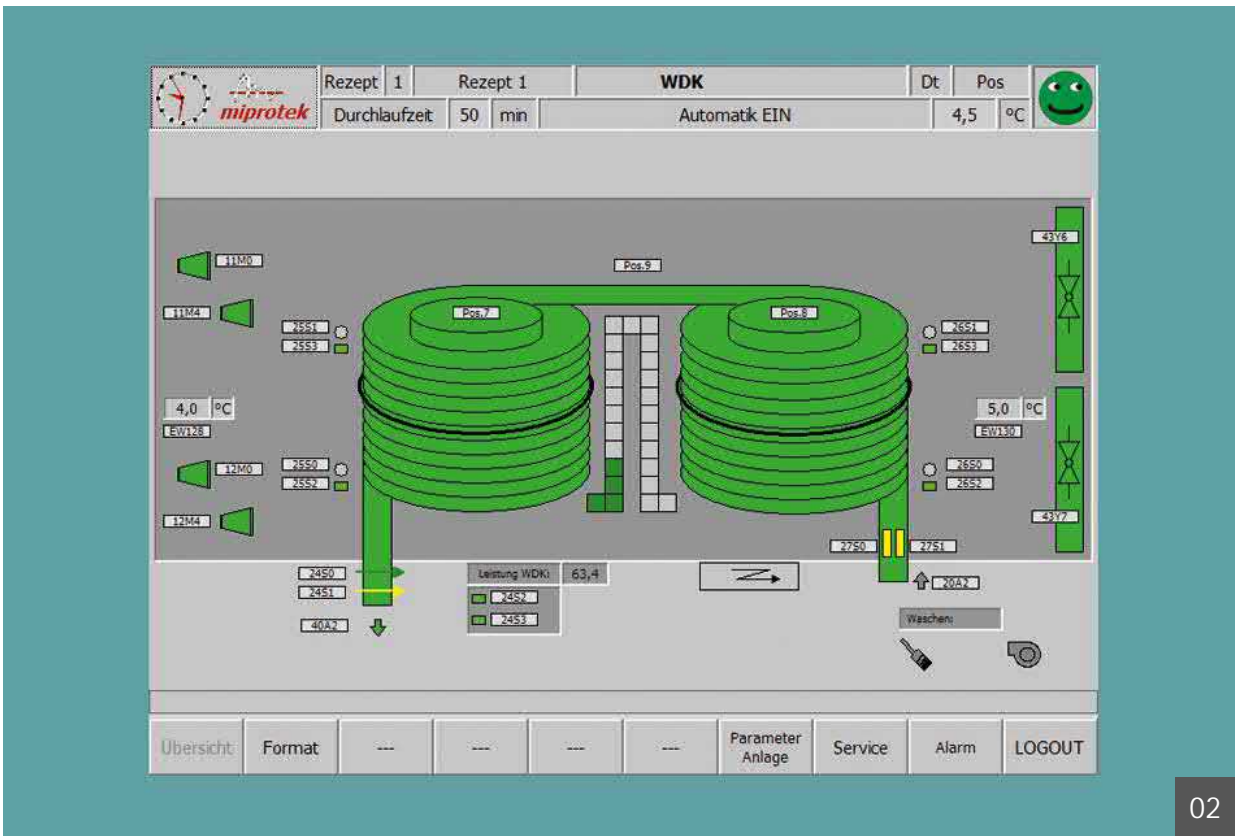 miprotek
Rezept 1 Rezept 1 WDK Dt Pos
Durchlaufzeit 50 min Automatik EIN 4,5 °C
43Y6
11M0 Pos.9
11M4 Pos.7 Pos.8
25S1 26S1
25S3 26S3
4,0 °C 5,0 °C
EW128 EW130
12M0 25S0 26S0
25S2 26S2
12M4 43Y7
27S0 27S1
24S0 Leistung WDK: 63,4 20A2
24S1 24S2
40A2 24S3 Waschen:
Übersicht Format --- --- --- --- Parameter Anlage Service Alarm LOGOUT
02